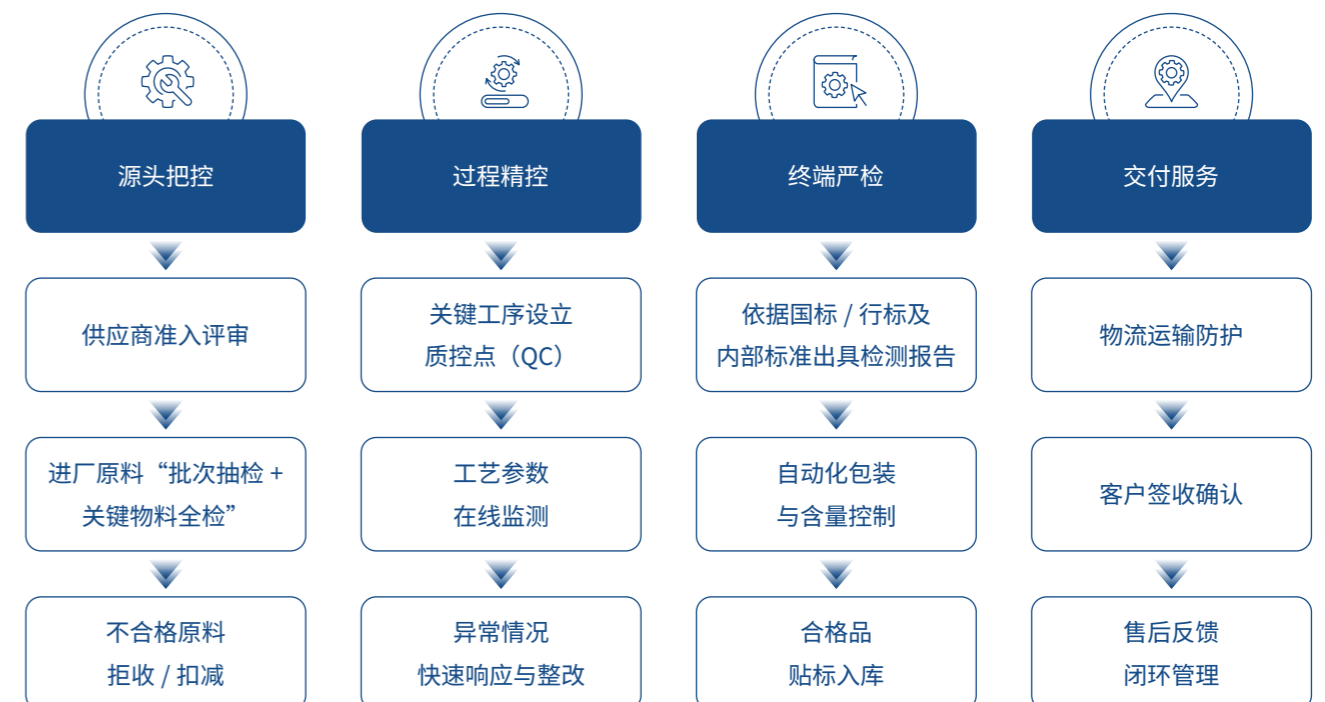 源头把控
供应商准入评审
进厂原料“批次抽检 +
关键物料全检”
不合格原料
拒收 / 扣减
过程精控
关键工序设立
质控点（QC）
工艺参数
在线监测
异常情况
快速响应与整改
终端严检
依据国标 / 行标及
内部标准出具检测报告
自动化包装
与含量控制
合格品
贴标入库
交付服务
物流运输防护
客户签收确认
售后反馈
闭环管理